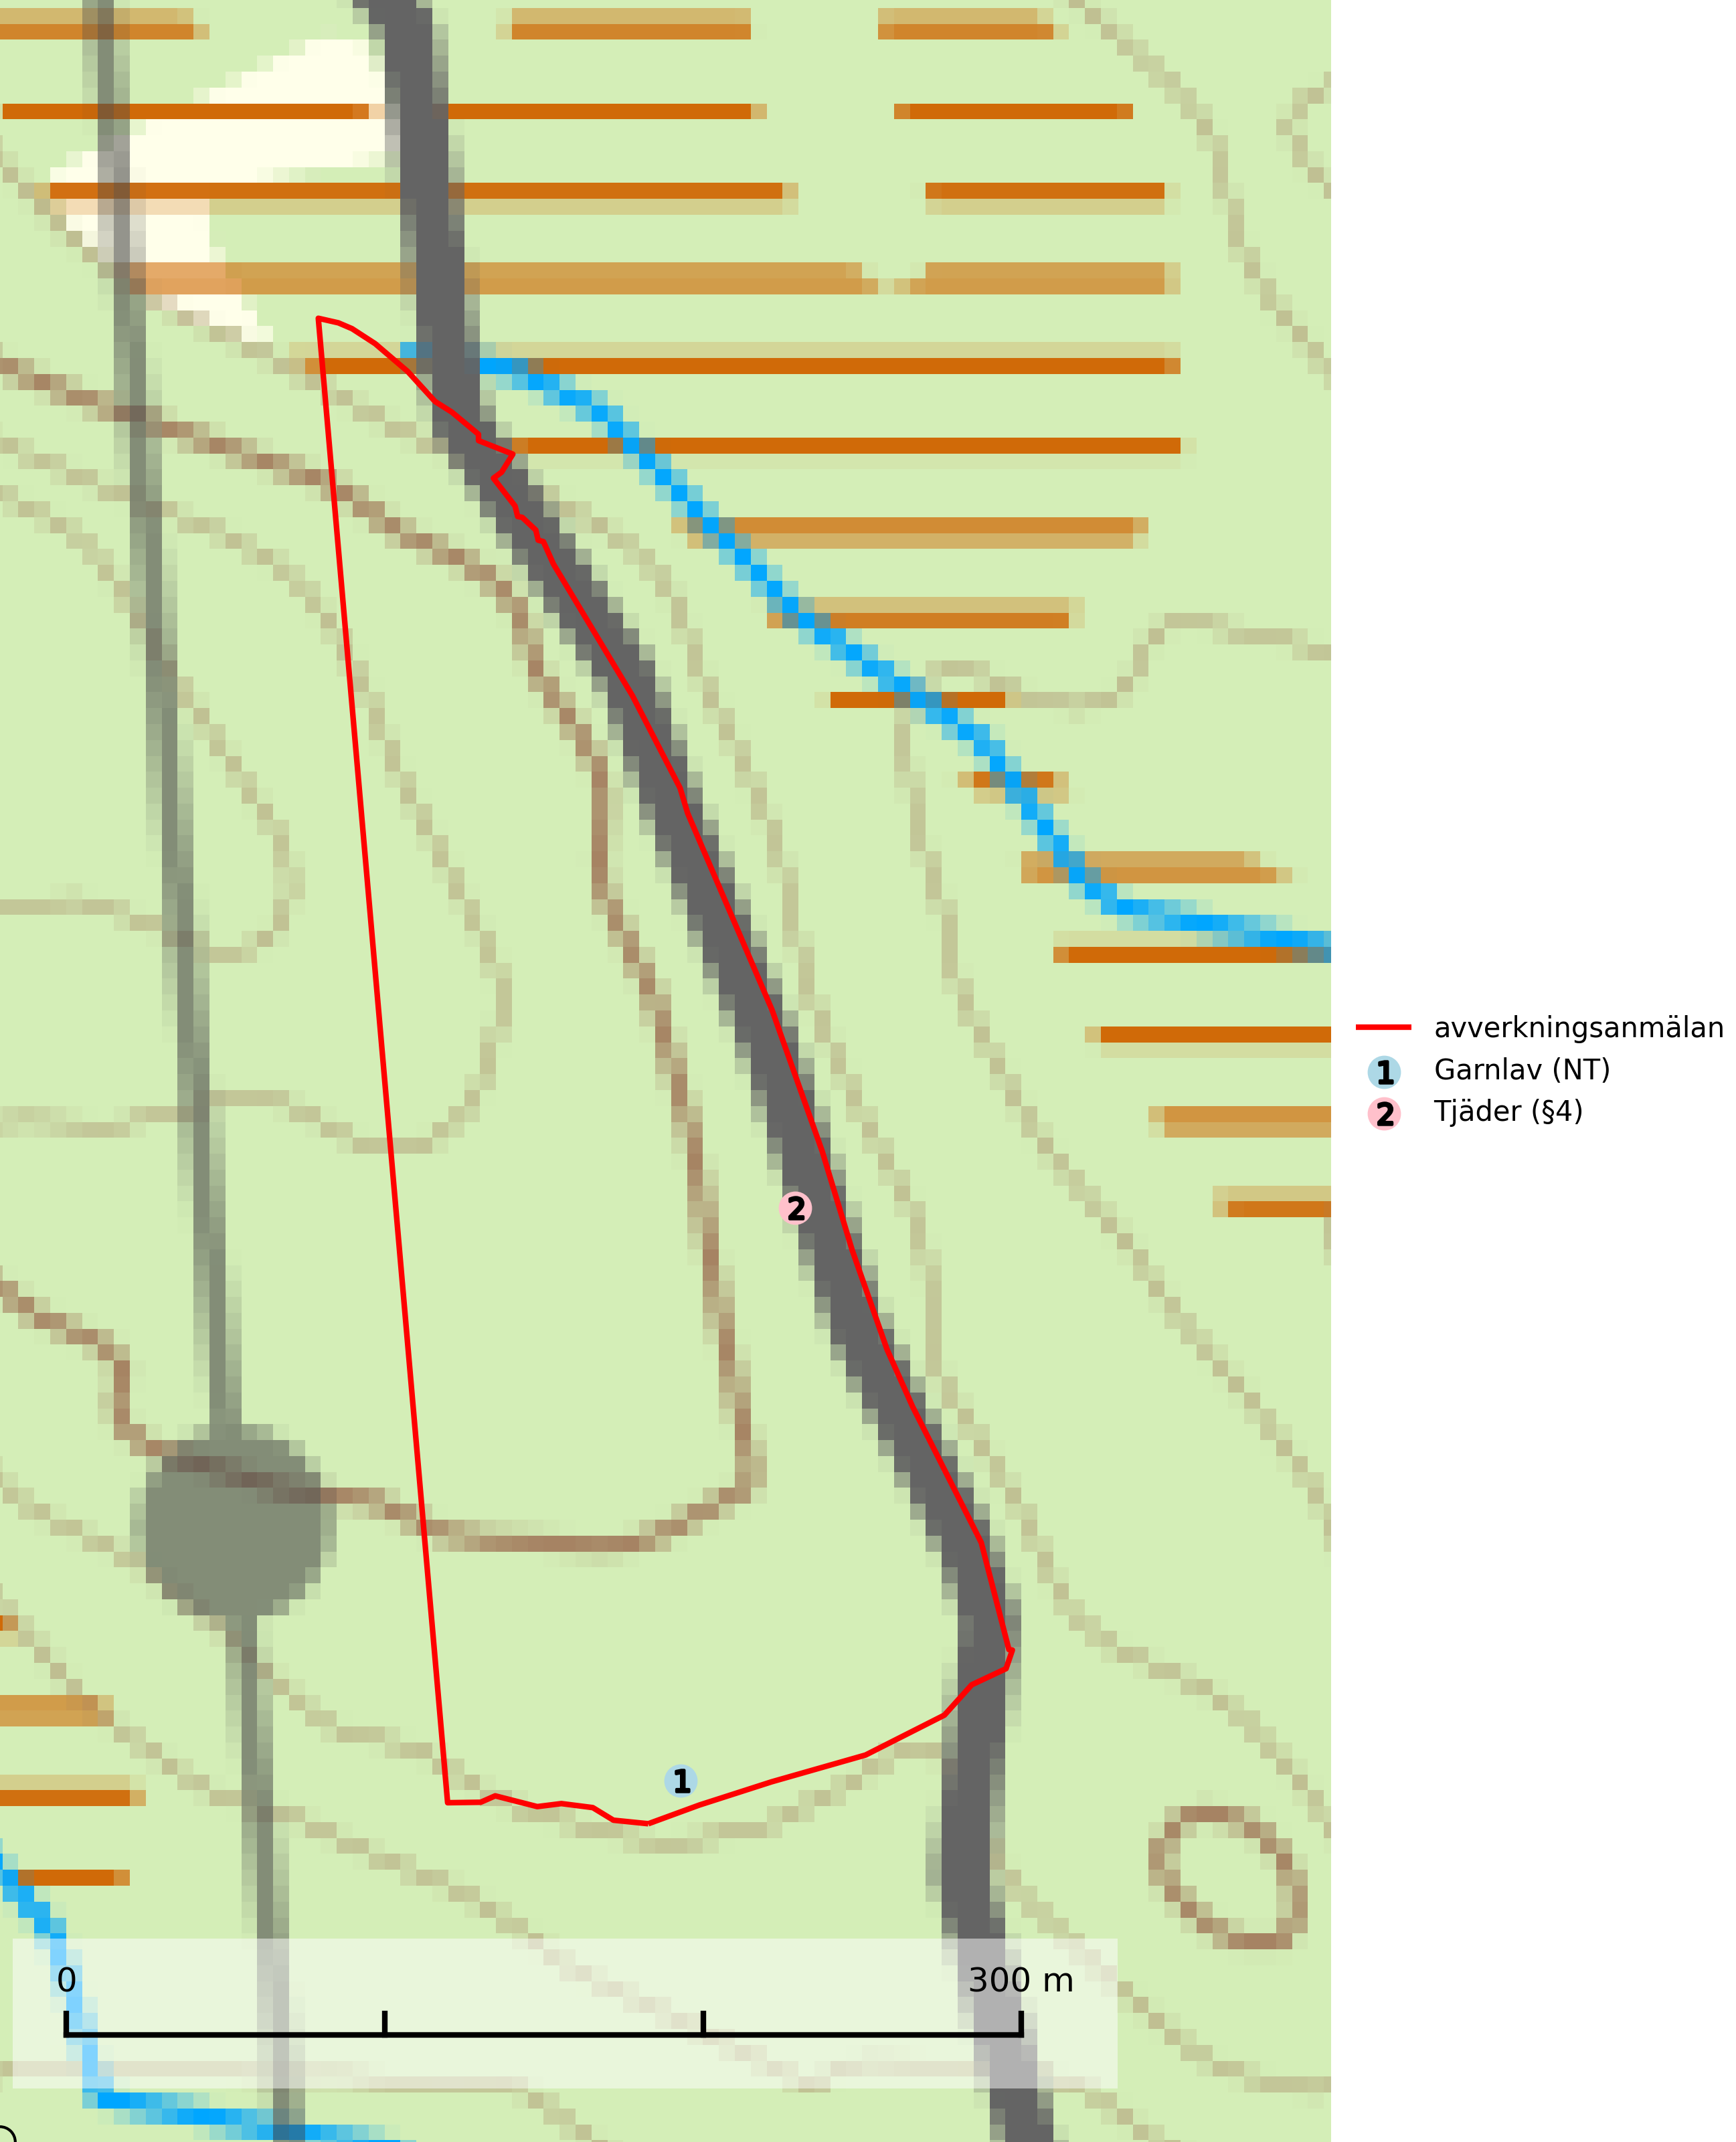 avverkningsanmälan
1 Garnlav (NT)
2 Tjäder (§4)
2
1
0 300 m